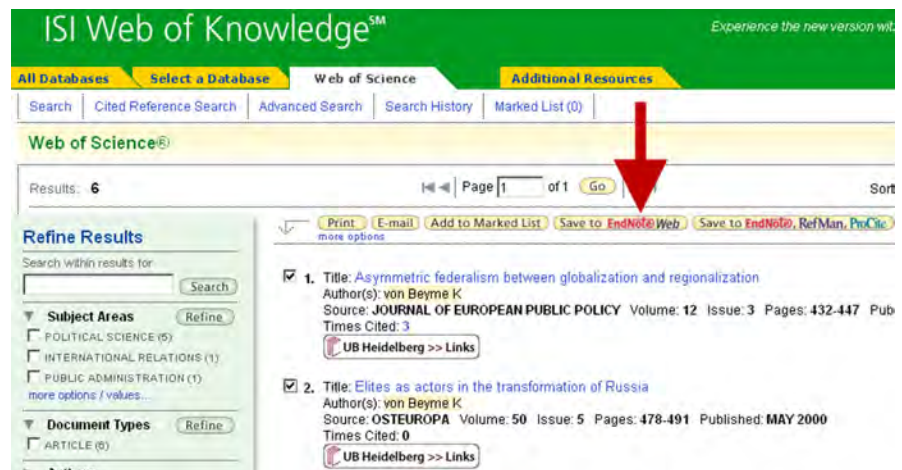 ISI Web of Knowledge℠
Experience the new version
All Databases Select a Database Web of Science Additional Resources
Search Cited Reference Search Advanced Search Search History Marked List (0)
Web of Science®
Results: 6 Page 1 of 1 Go Sort
Print E-mail Add to Marked List Save to EndNote Web Save to EndNote, RefMan, ProCite
more options
Refine Results
Search within results for
Search
Subject Areas Refine
POLITICAL SCIENCE (5)
INTERNATIONAL RELATIONS (1)
PUBLIC ADMINISTRATION (1)
more options / values...
Document Types Refine
ARTICLE (6)
1. Title: Asymmetric federalism between globalization and regionalization
Author(s): von Beyme K
Source: JOURNAL OF EUROPEAN PUBLIC POLICY Volume: 12 Issue: 3 Pages: 432-447 Pub
Times Cited: 3
UB Heidelberg >> Links
2. Title: Elites as actors in the transformation of Russia
Author(s): von Beyme K
Source: OSTEUROPA Volume: 50 Issue: 5 Pages: 478-491 Published: MAY 2000
Times Cited: 0
UB Heidelberg >> Links